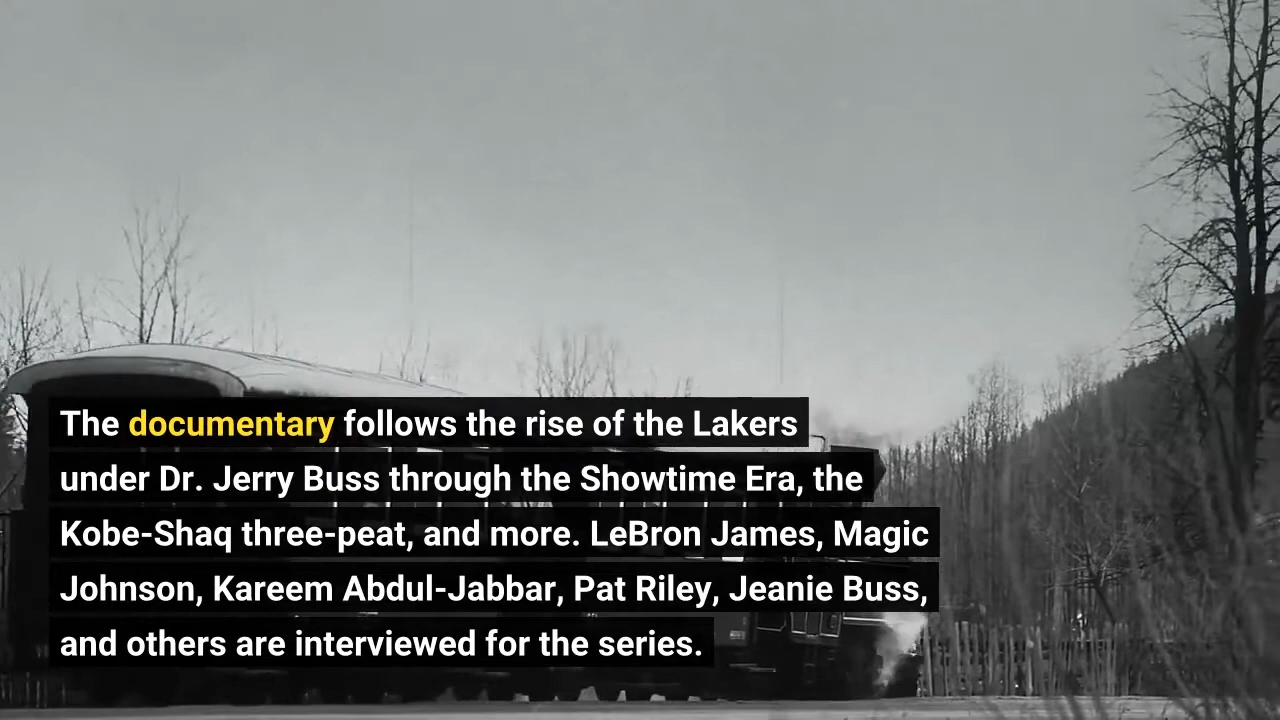 The documentary follows the rise of the Lakers
under Dr. Jerry Buss through the Showtime Era, the
Kobe-Shaq three-peat, and more. LeBron James, Magic
Johnson, Kareem Abdul-Jabbar, Pat Riley, Jeanie Buss,
and others are interviewed for the series.